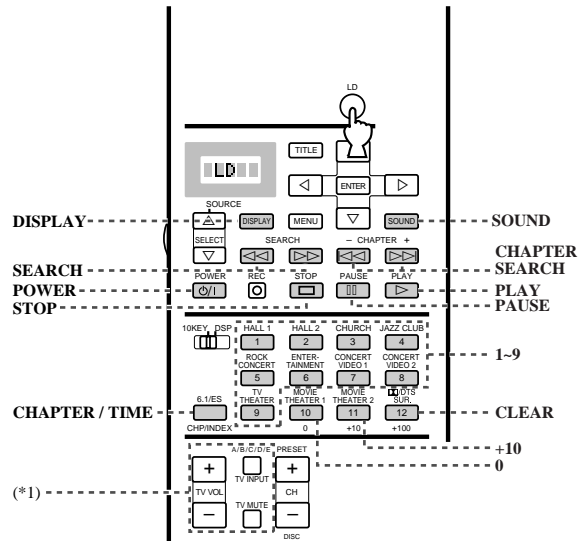 LD
TITLE
LD
ENTER
SOURCE
DISPLAY
DISPLAY
MENU
SOUND
SOUND
SELECT
SEARCH
– CHAPTER +
CHAPTER
SEARCH
SEARCH
POWER
POWER
REC
STOP
PAUSE
PLAY
PLAY
STOP
PAUSE
10KEY DSP
HALL 1
HALL 2
CHURCH
JAZZ CLUB
1
2
3
4
1~9
ROCK
CONCERT
ENTER-
TAINMENT
CONCERT
VIDEO 1
CONCERT
VIDEO 2
5
6
7
8
6.1/ES
TV
THEATER
MOVIE
THEATER 1
MOVIE
THEATER 2
/DTS
SUR.
CHAPTER / TIME
9
10
11
12
CLEAR
CHP/INDEX
0
+10
+100
+10
0
A/B/C/D/E
PRESET
+
TV INPUT
+
(*1)
TV VOL
CH
TV MUTE
–
–
DISC